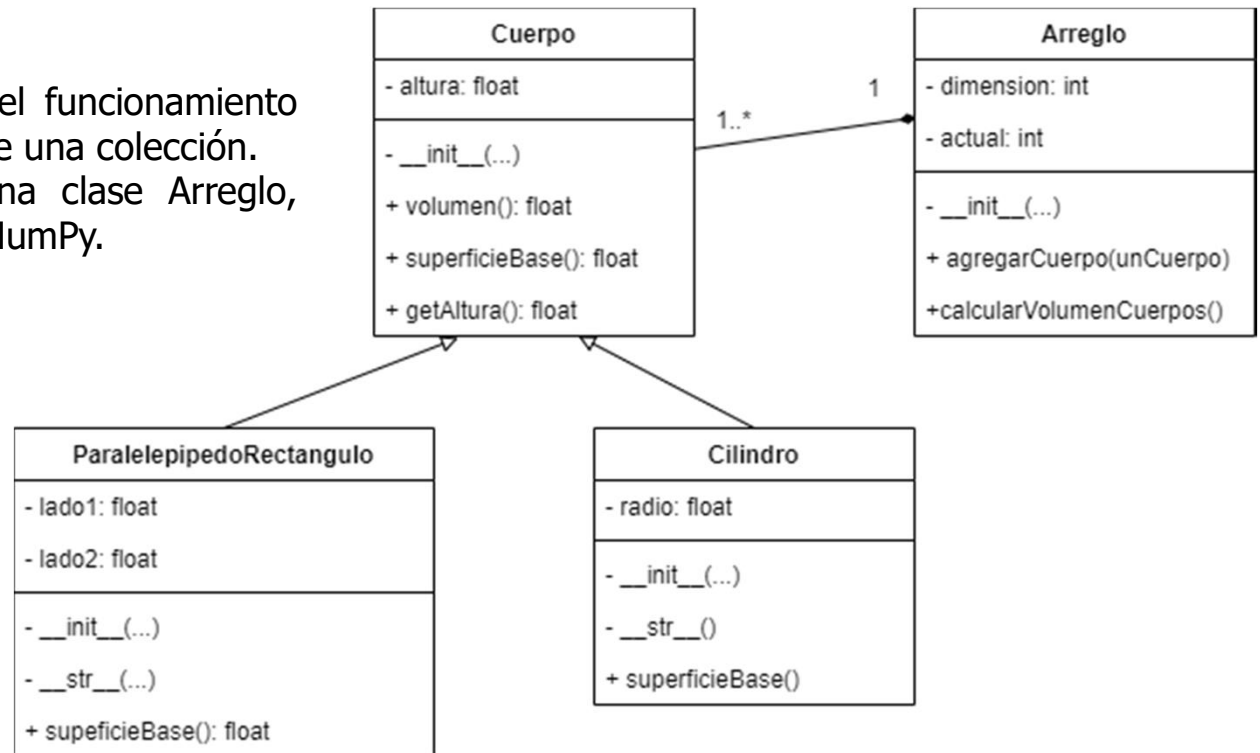 el funcionamiento
e una colección.
na clase Arreglo,
NumPy.
Cuerpo
- altura: float
- __init__(...)
+ volumen(): float
+ superficieBase(): float
+ getAltura(): float
1..*
1
Arreglo
- dimension: int
- actual: int
- __init__(...)
+ agregarCuerpo(unCuerpo)
+calcularVolumenCuerpos()
ParalelepipedoRectangulo
- lado1: float
- lado2: float
- __init__(...)
- __str__(...)
+ supeficieBase(): float
Cilindro
- radio: float
- __init__(...)
- __str__()
+ superficieBase()